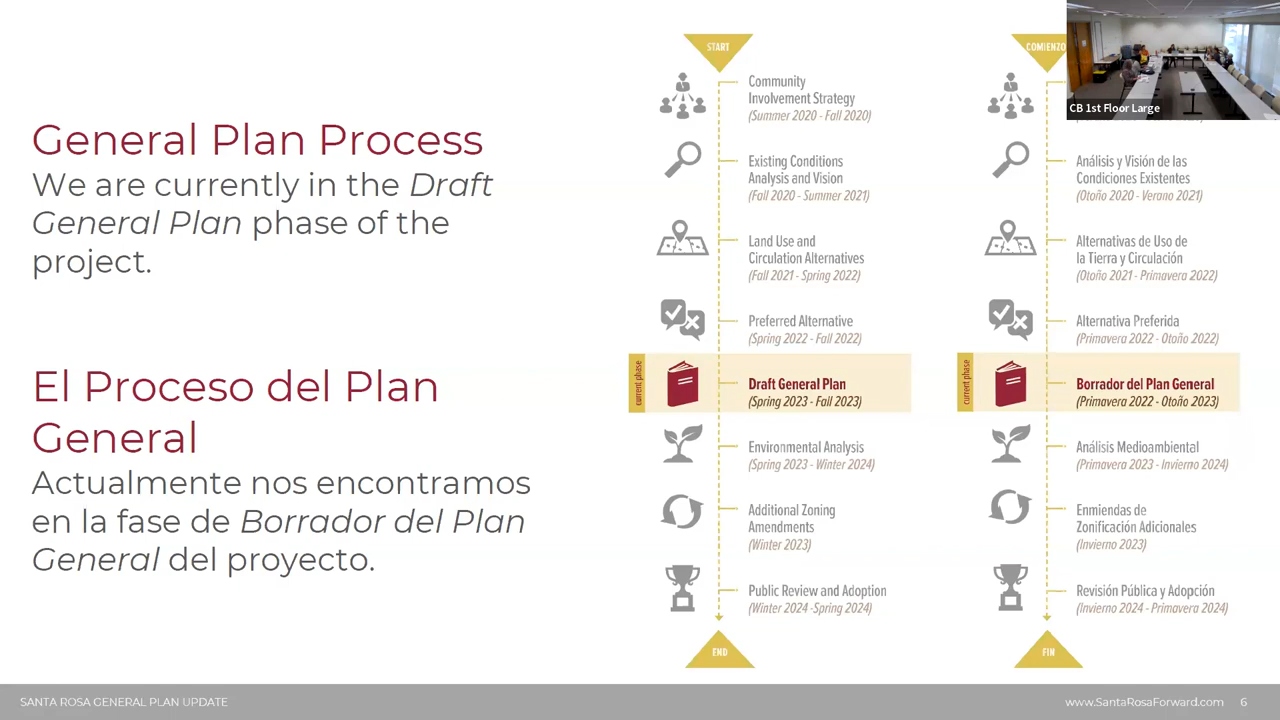 General Plan Process
We are currently in the Draft
General Plan phase of the
project.
El Proceso del Plan
General
Actualmente nos encontramos
en la fase de Borrador del Plan
General del proyecto.
START
Community
Involvement Strategy
(Summer 2020 - Fall 2020)
Existing Conditions
Analysis and Vision
(Fall 2020 - Summer 2021)
Land Use and
Circulation Alternatives
(Fall 2021 - Spring 2022)
Preferred Alternative
(Spring 2022 - Fall 2022)
current phase
Draft General Plan
(Spring 2023 - Fall 2023)
Environmental Analysis
(Spring 2023 - Winter 2024)
Additional Zoning
Amendments
(Winter 2023)
Public Review and Adoption
(Winter 2024 -Spring 2024)
END
COMIENZO
Análisis y Visión de las
Condiciones Existentes
(Otoño 2020 - Verano 2021)
Alternativas de Uso de
la Tierra y Circulación
(Otoño 2021 - Primavera 2022)
Alternativa Preferida
(Primavera 2022 - Otoño 2022)
current phase
Borrador del Plan General
(Primavera 2022 - Otoño 2023)
Análisis Medioambiental
(Primavera 2023 - Invierno 2024)
Enmiendas de
Zonificación Adicionales
(Invierno 2023)
Revisión Pública y Adopción
(Invierno 2024 - Primavera 2024)
FIN
CB 1st Floor Large
SANTA ROSA GENERAL PLAN UPDATE
www.SantaRosaForward.com 6